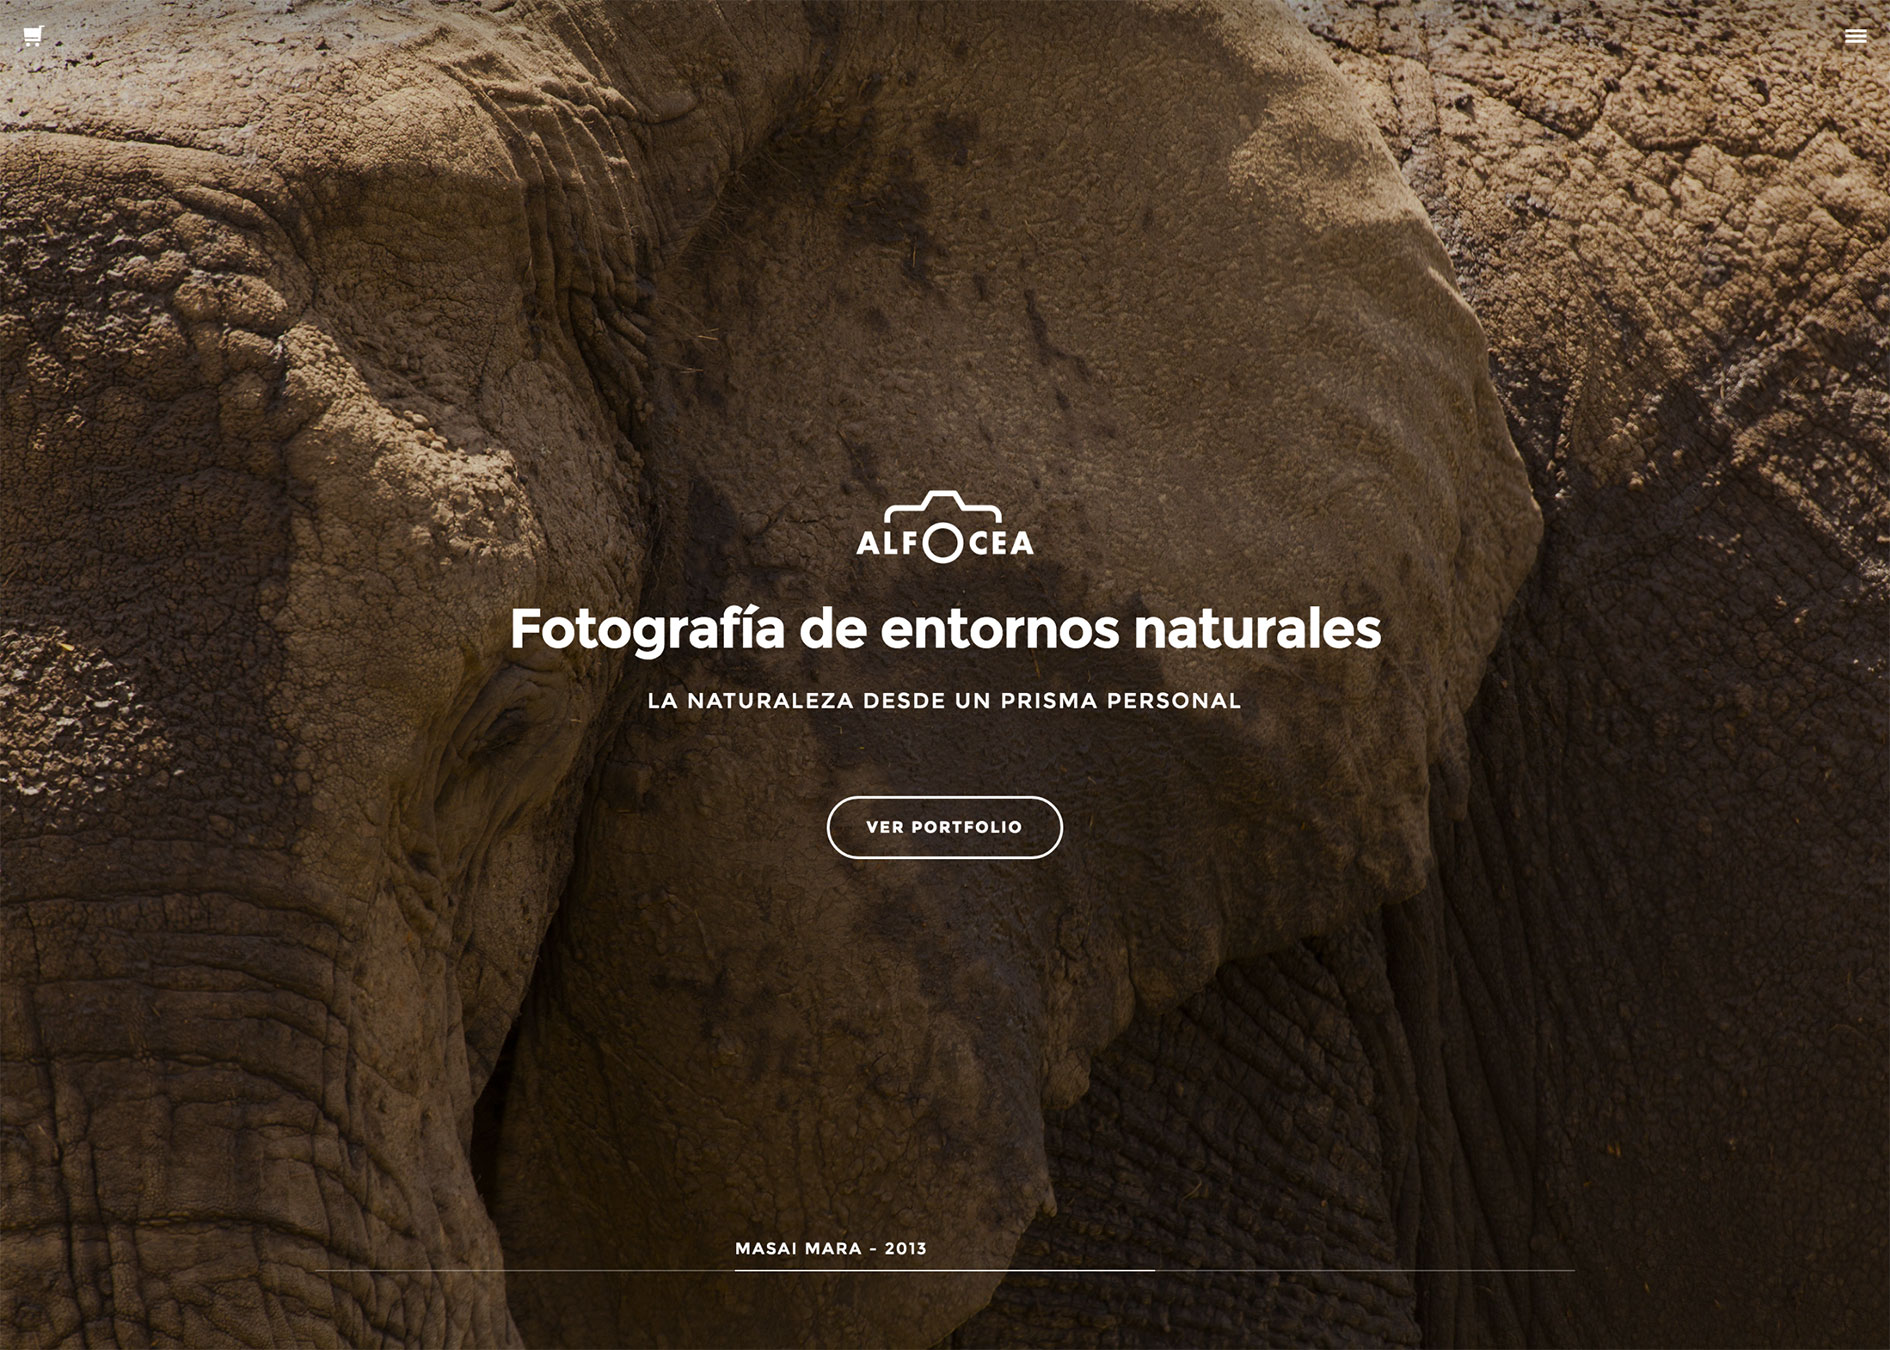 ALFOCEA
Fotografía de entornos naturales
LA NATURALEZA DESDE UN PRISMA PERSONAL
VER PORTFOLIO
MASAI MARA - 2013